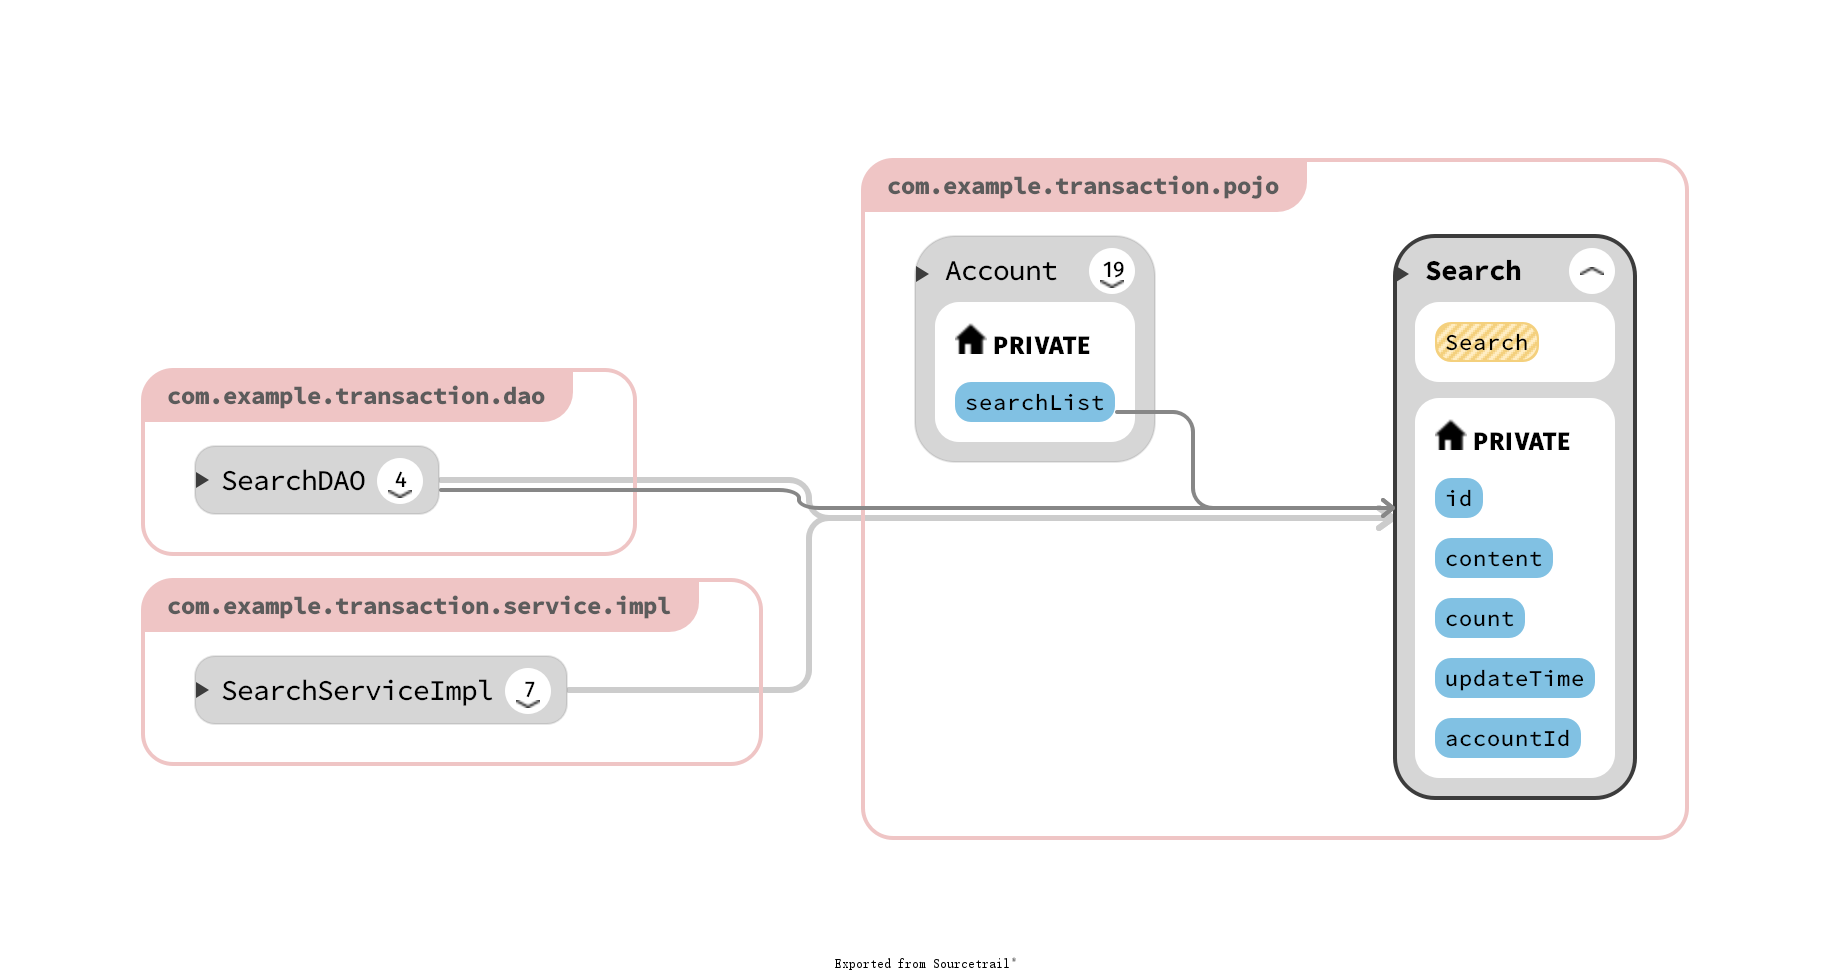 com.example.transaction.pojo
Account 19
PRIVATE
searchList
Search
Search
PRIVATE
id
content
count
updateTime
accountId
com.example.transaction.dao
SearchDAO 4
com.example.transaction.service.impl
SearchServiceImpl 7
Exported from Sourcetrail®